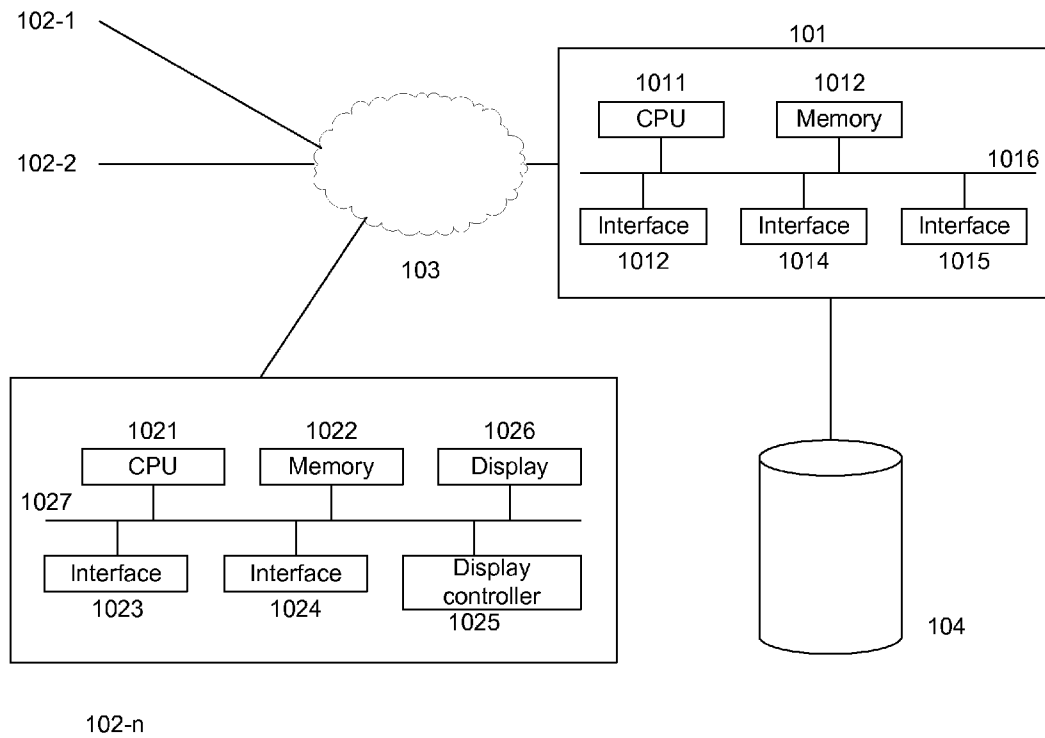 102-1
101
1011
1012
CPU
Memory
102-2
1016
Interface
Interface
Interface
1012
1014
1015
103
1021
1022
1026
CPU
Memory
Display
1027
Interface
Interface
Display
controller
1023
1024
1025
104
102-n